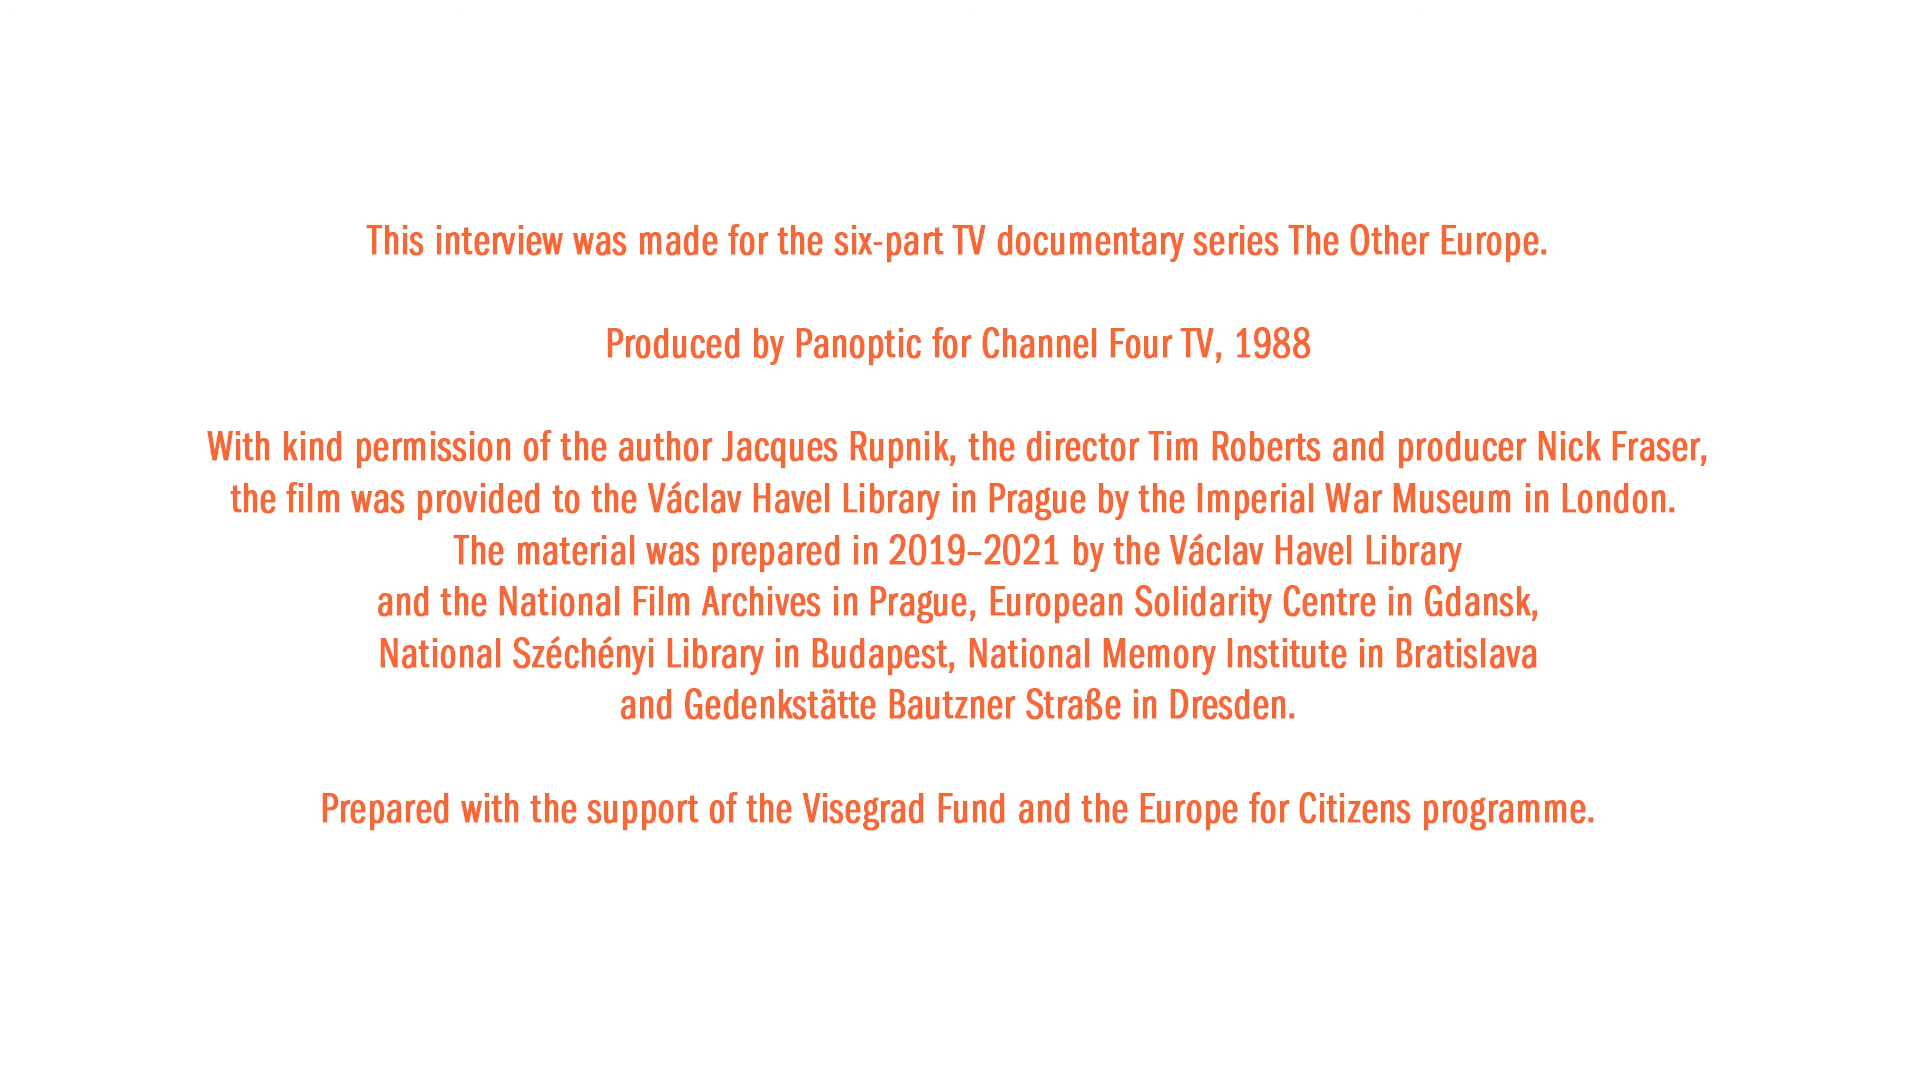 This interview was made for the six-part TV documentary series The Other Europe.
Produced by Panoptic for Channel Four TV, 1988
With kind permission of the author Jacques Rupnik, the director Tim Roberts and producer Nick Fraser,
the film was provided to the Václav Havel Library in Prague by the Imperial War Museum in London.
The material was prepared in 2019–2021 by the Václav Havel Library
and the National Film Archives in Prague, European Solidarity Centre in Gdansk,
National Széchényi Library in Budapest, National Memory Institute in Bratislava
and Gedenkstätte Bautzner Straße in Dresden.
Prepared with the support of the Visegrad Fund and the Europe for Citizens programme.